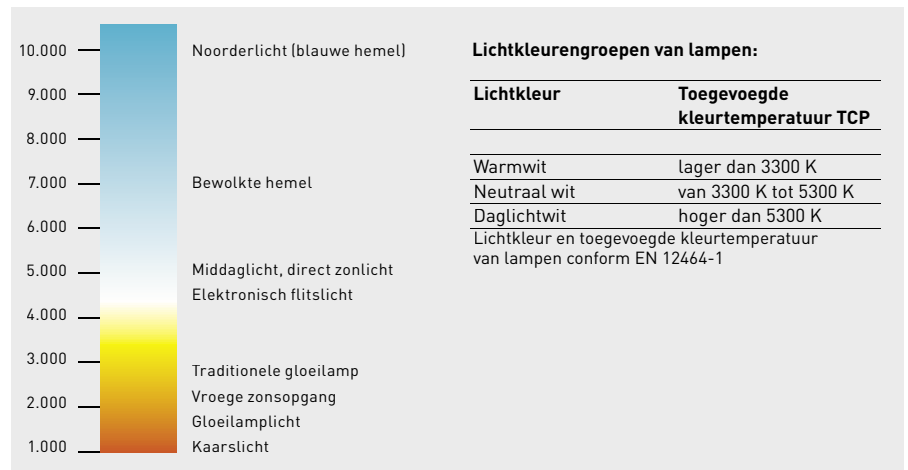 10.000
Noorderlicht (blauwe hemel)
9.000
8.000
7.000
Bewolkte hemel
6.000
5.000
Middaglicht, direct zonlicht
Elektronisch flitslicht
4.000
3.000
Traditionele gloeilamp
Vroege zonsopgang
2.000
Gloeilamplicht
1.000
Kaarslicht
Lichtkleurengroepen van lampen:
Lichtkleur Toegevoegde
kleurtemperatuur TCP
Warmwit lager dan 3300 K
Neutraal wit van 3300 K tot 5300 K
Daglichtwit hoger dan 5300 K
Lichtkleur en toegevoegde kleurtemperatuur
van lampen conform EN 12464-1